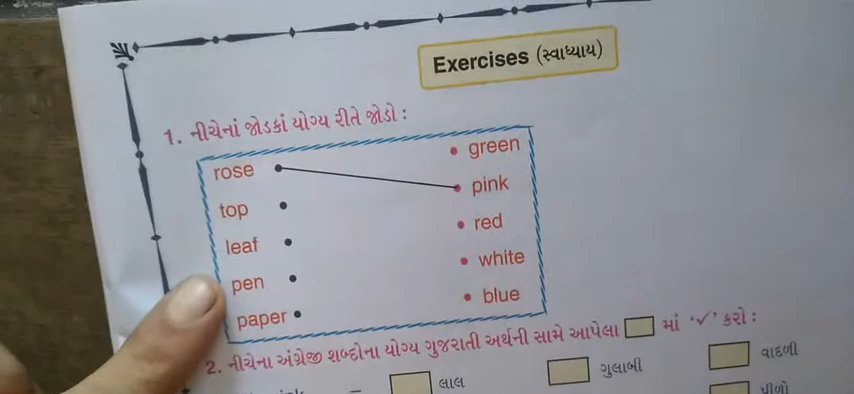 Exercises (સ્વાધ્યાય)
1. નીચેનાં જોડકાં યોગ્ય રીતે જોડો :
rose
green
top
pink
leaf
red
pen
white
paper
blue
2. નીચેના અંગ્રેજી શબ્દોના યોગ્ય ગુજરાતી અર્થની સામે આપેલા માં '✓' કરો :
લાલ ગુલાબી વાદળી
પીળો